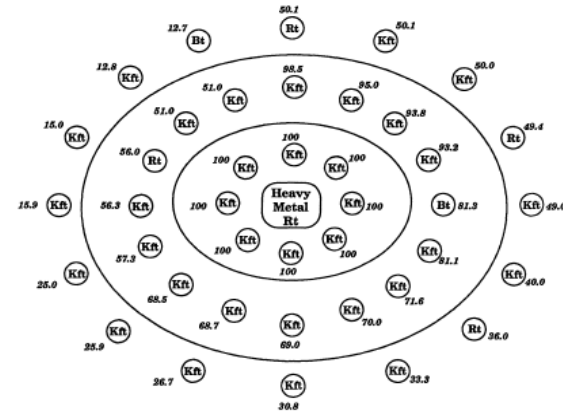 50.1
12.7 Bt Rt Kft 50.1
12.8 Kft 98.5 Kft 50.0
51.0 Kft Kft Kft 95.0
15.0 Kft 51.0 Kft Kft 93.8 Rt 49.4
100
56.0 Rt 100 Kft Kft Kft 100 Kft 93.2
Heavy
15.9 Kft 56.3 Kft 100 Kft Metal Kft 100 Bt 81.3 Kft 49.0
Rt
57.3 Kft 100 Kft Kft Kft 100 Kft 81.1
100
25.0 Kft 68.5 Kft Kft 71.6 Kft 40.0
68.7 Kft Kft Kft 70.0
25.9 Kft 69.0 Rt 36.0
26.7 Kft Kft Kft 33.3
30.8